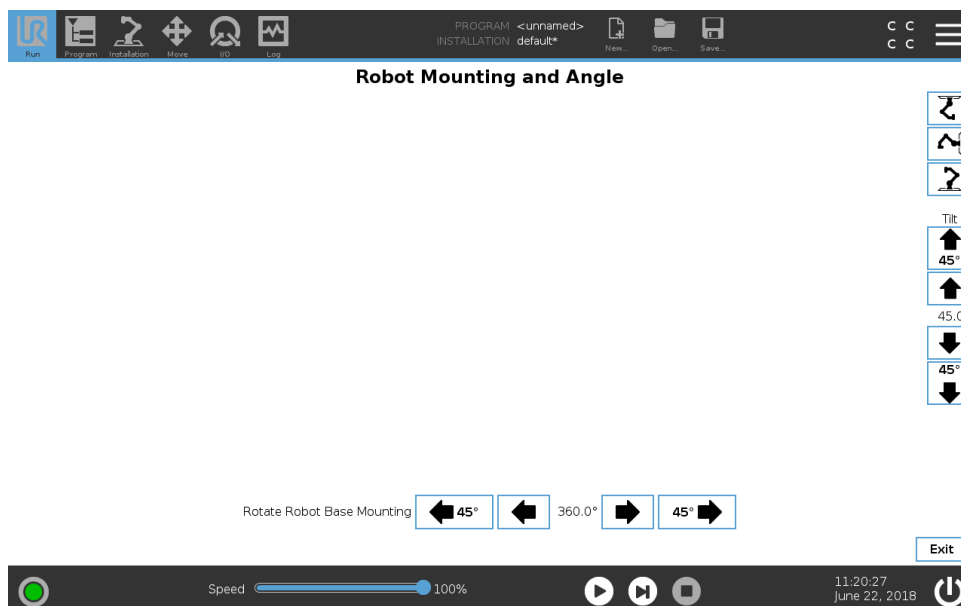 UR
Run
Program
Installation
Move
I/O
Log
PROGRAM <unnamed>
INSTALLATION default*
New...
Open...
Save...
C C
C C
Robot Mounting and Angle
Tilt
45°
45.0
45°
Rotate Robot Base Mounting 45° 360.0° 45°
Exit
Speed 100%
11:20:27
June 22, 2018